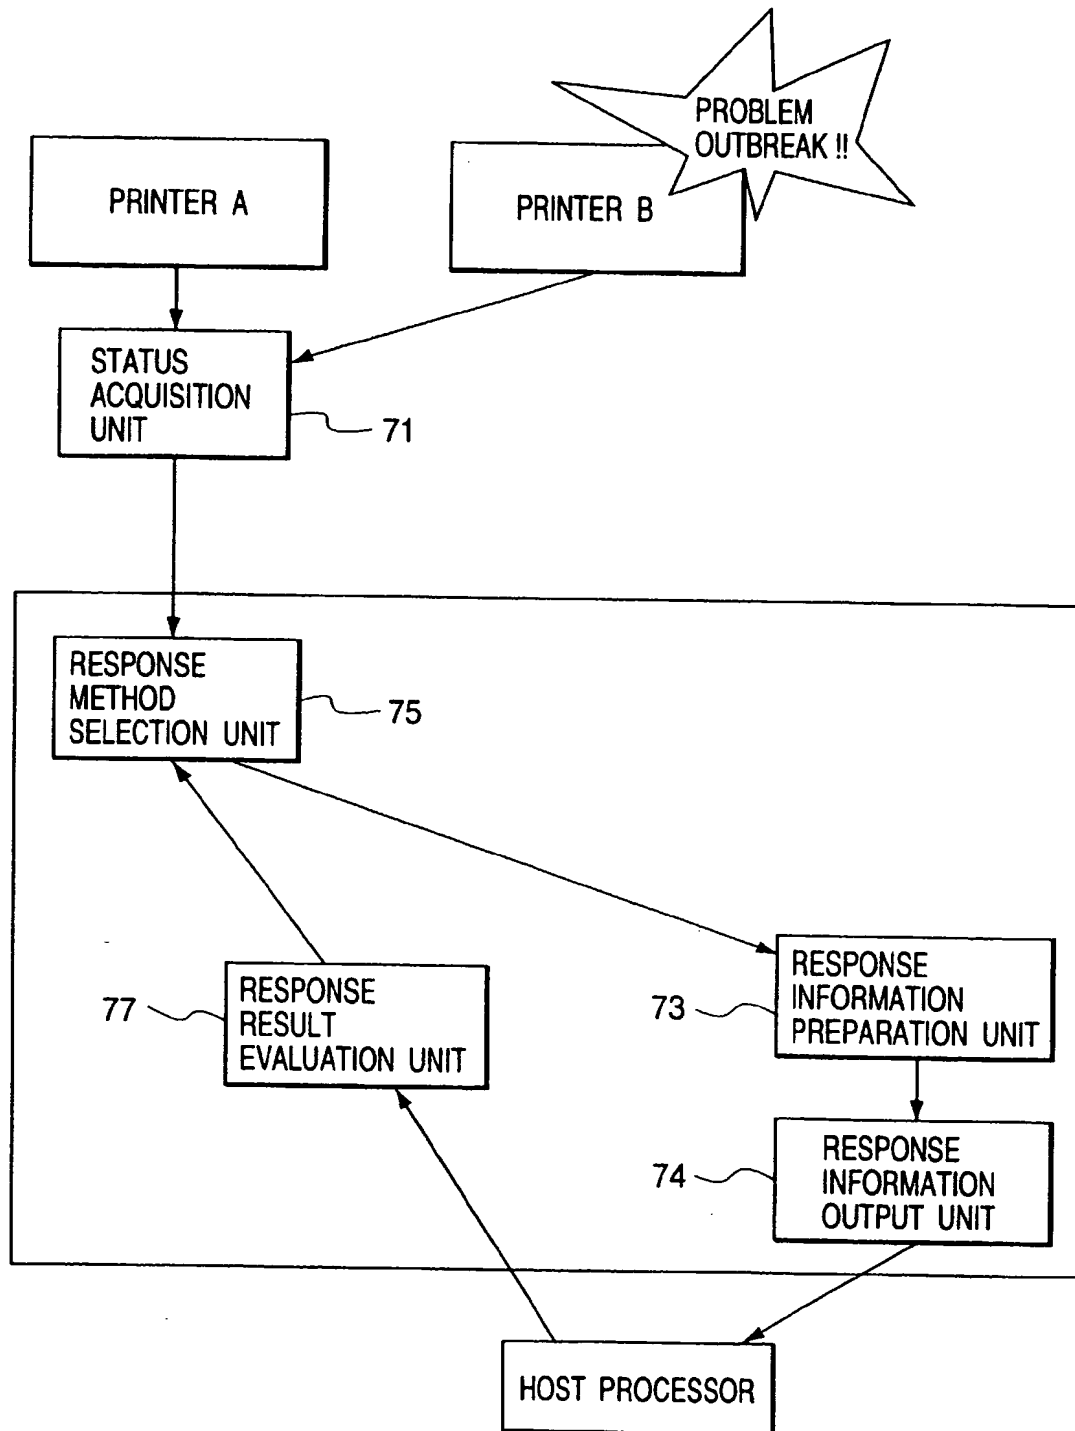 PROBLEM
OUTBREAK !!
PRINTER A
PRINTER B
STATUS
ACQUISITION
UNIT
71
RESPONSE
METHOD
SELECTION UNIT
75
77
RESPONSE
RESULT
EVALUATION UNIT
73
RESPONSE
INFORMATION
PREPARATION UNIT
74
RESPONSE
INFORMATION
OUTPUT UNIT
HOST PROCESSOR